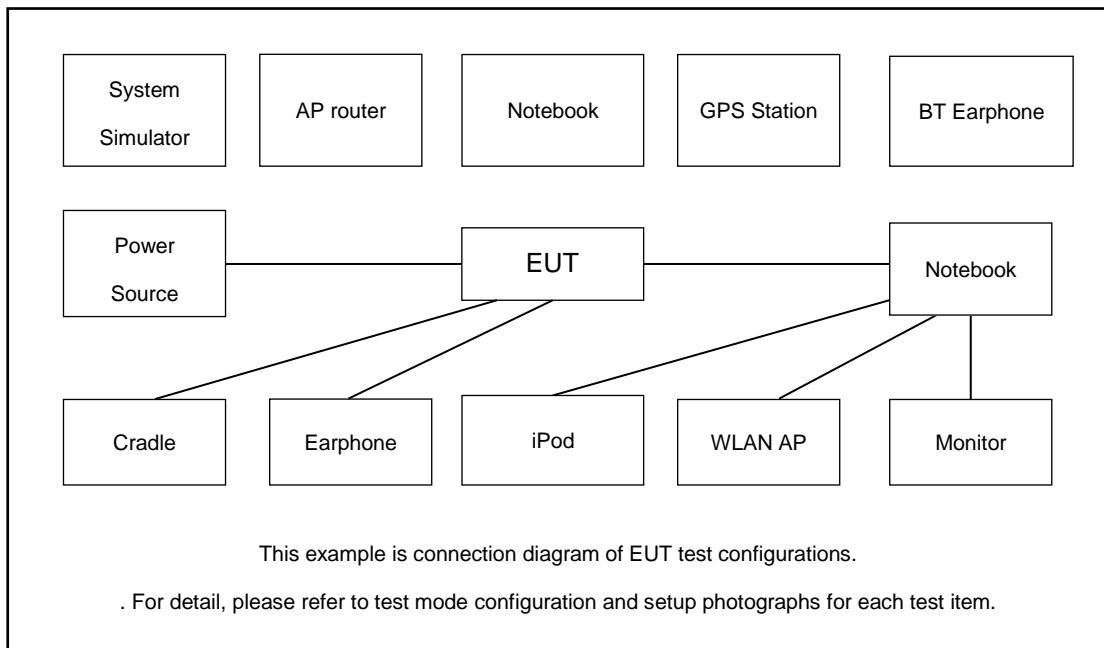 System
Simulator
AP router
Notebook
GPS Station
BT Earphone
Power
Source
EUT
Notebook
Cradle
Earphone
iPod
WLAN AP
Monitor
This example is connection diagram of EUT test configurations.
. For detail, please refer to test mode configuration and setup photographs for each test item.